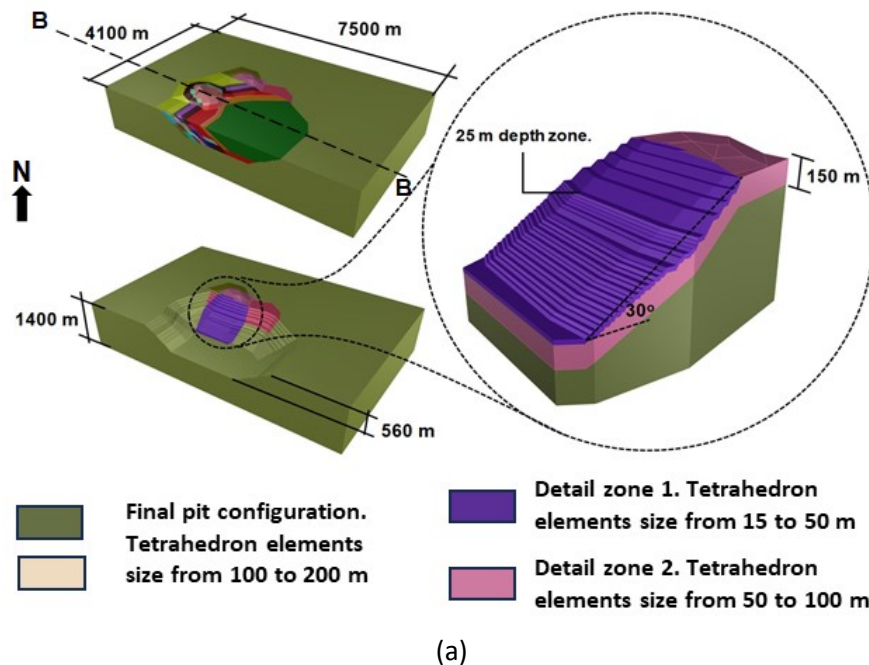 B
4100 m
7500 m
N
B
25 m depth zone.
150 m
30º
1400 m
560 m
Final pit configuration.
Tetrahedron elements
size from 100 to 200 m
Detail zone 1. Tetrahedron
elements size from 15 to 50 m
Detail zone 2. Tetrahedron
elements size from 50 to 100 m
(a)